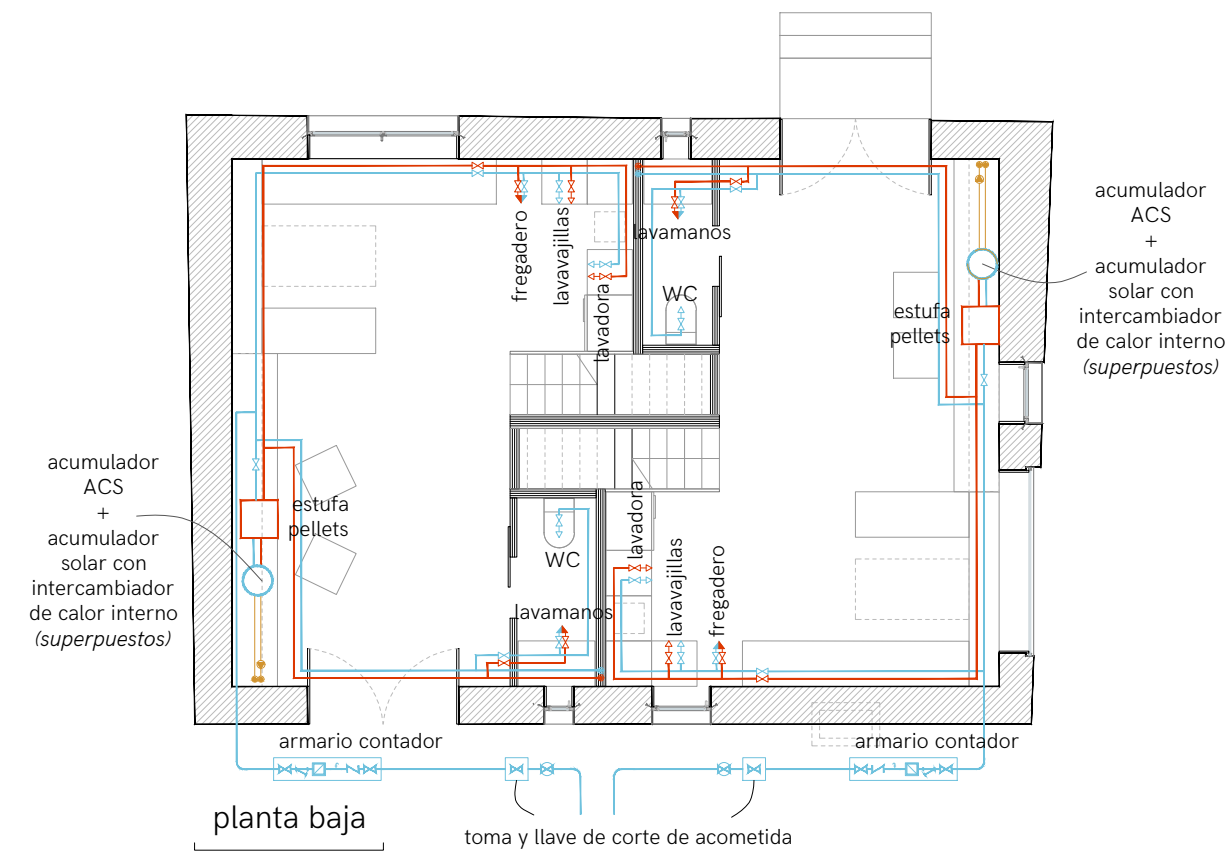 acumulador
ACS
+
acumulador
solar con
intercambiador
de calor interno
(superpuestos)
fregadero
lavavajillas
lavadora
lavamanos
WC
estufa
pellets
acumulador
ACS
+
acumulador
solar con
intercambiador
de calor interno
(superpuestos)
estufa
pellets
WC
lavamanos
lavadora
lavavajillas
fregadero
armario contador
armario contador
planta baja
toma y llave de corte de acometida